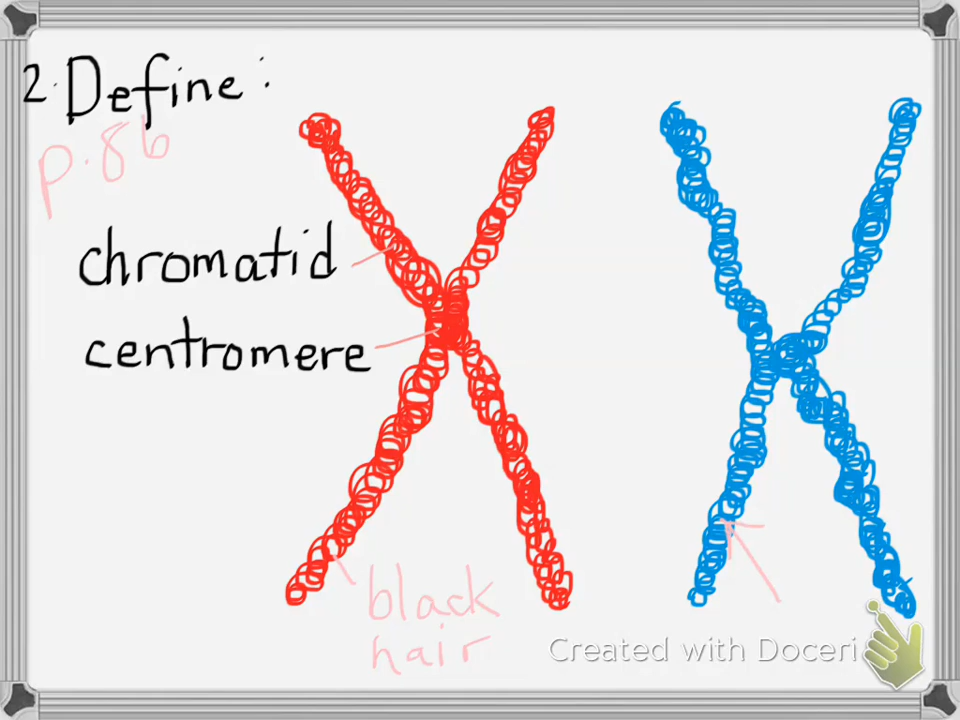 2. Define :
p.86
chromatid
centromere
black
hair
Created with Doceri